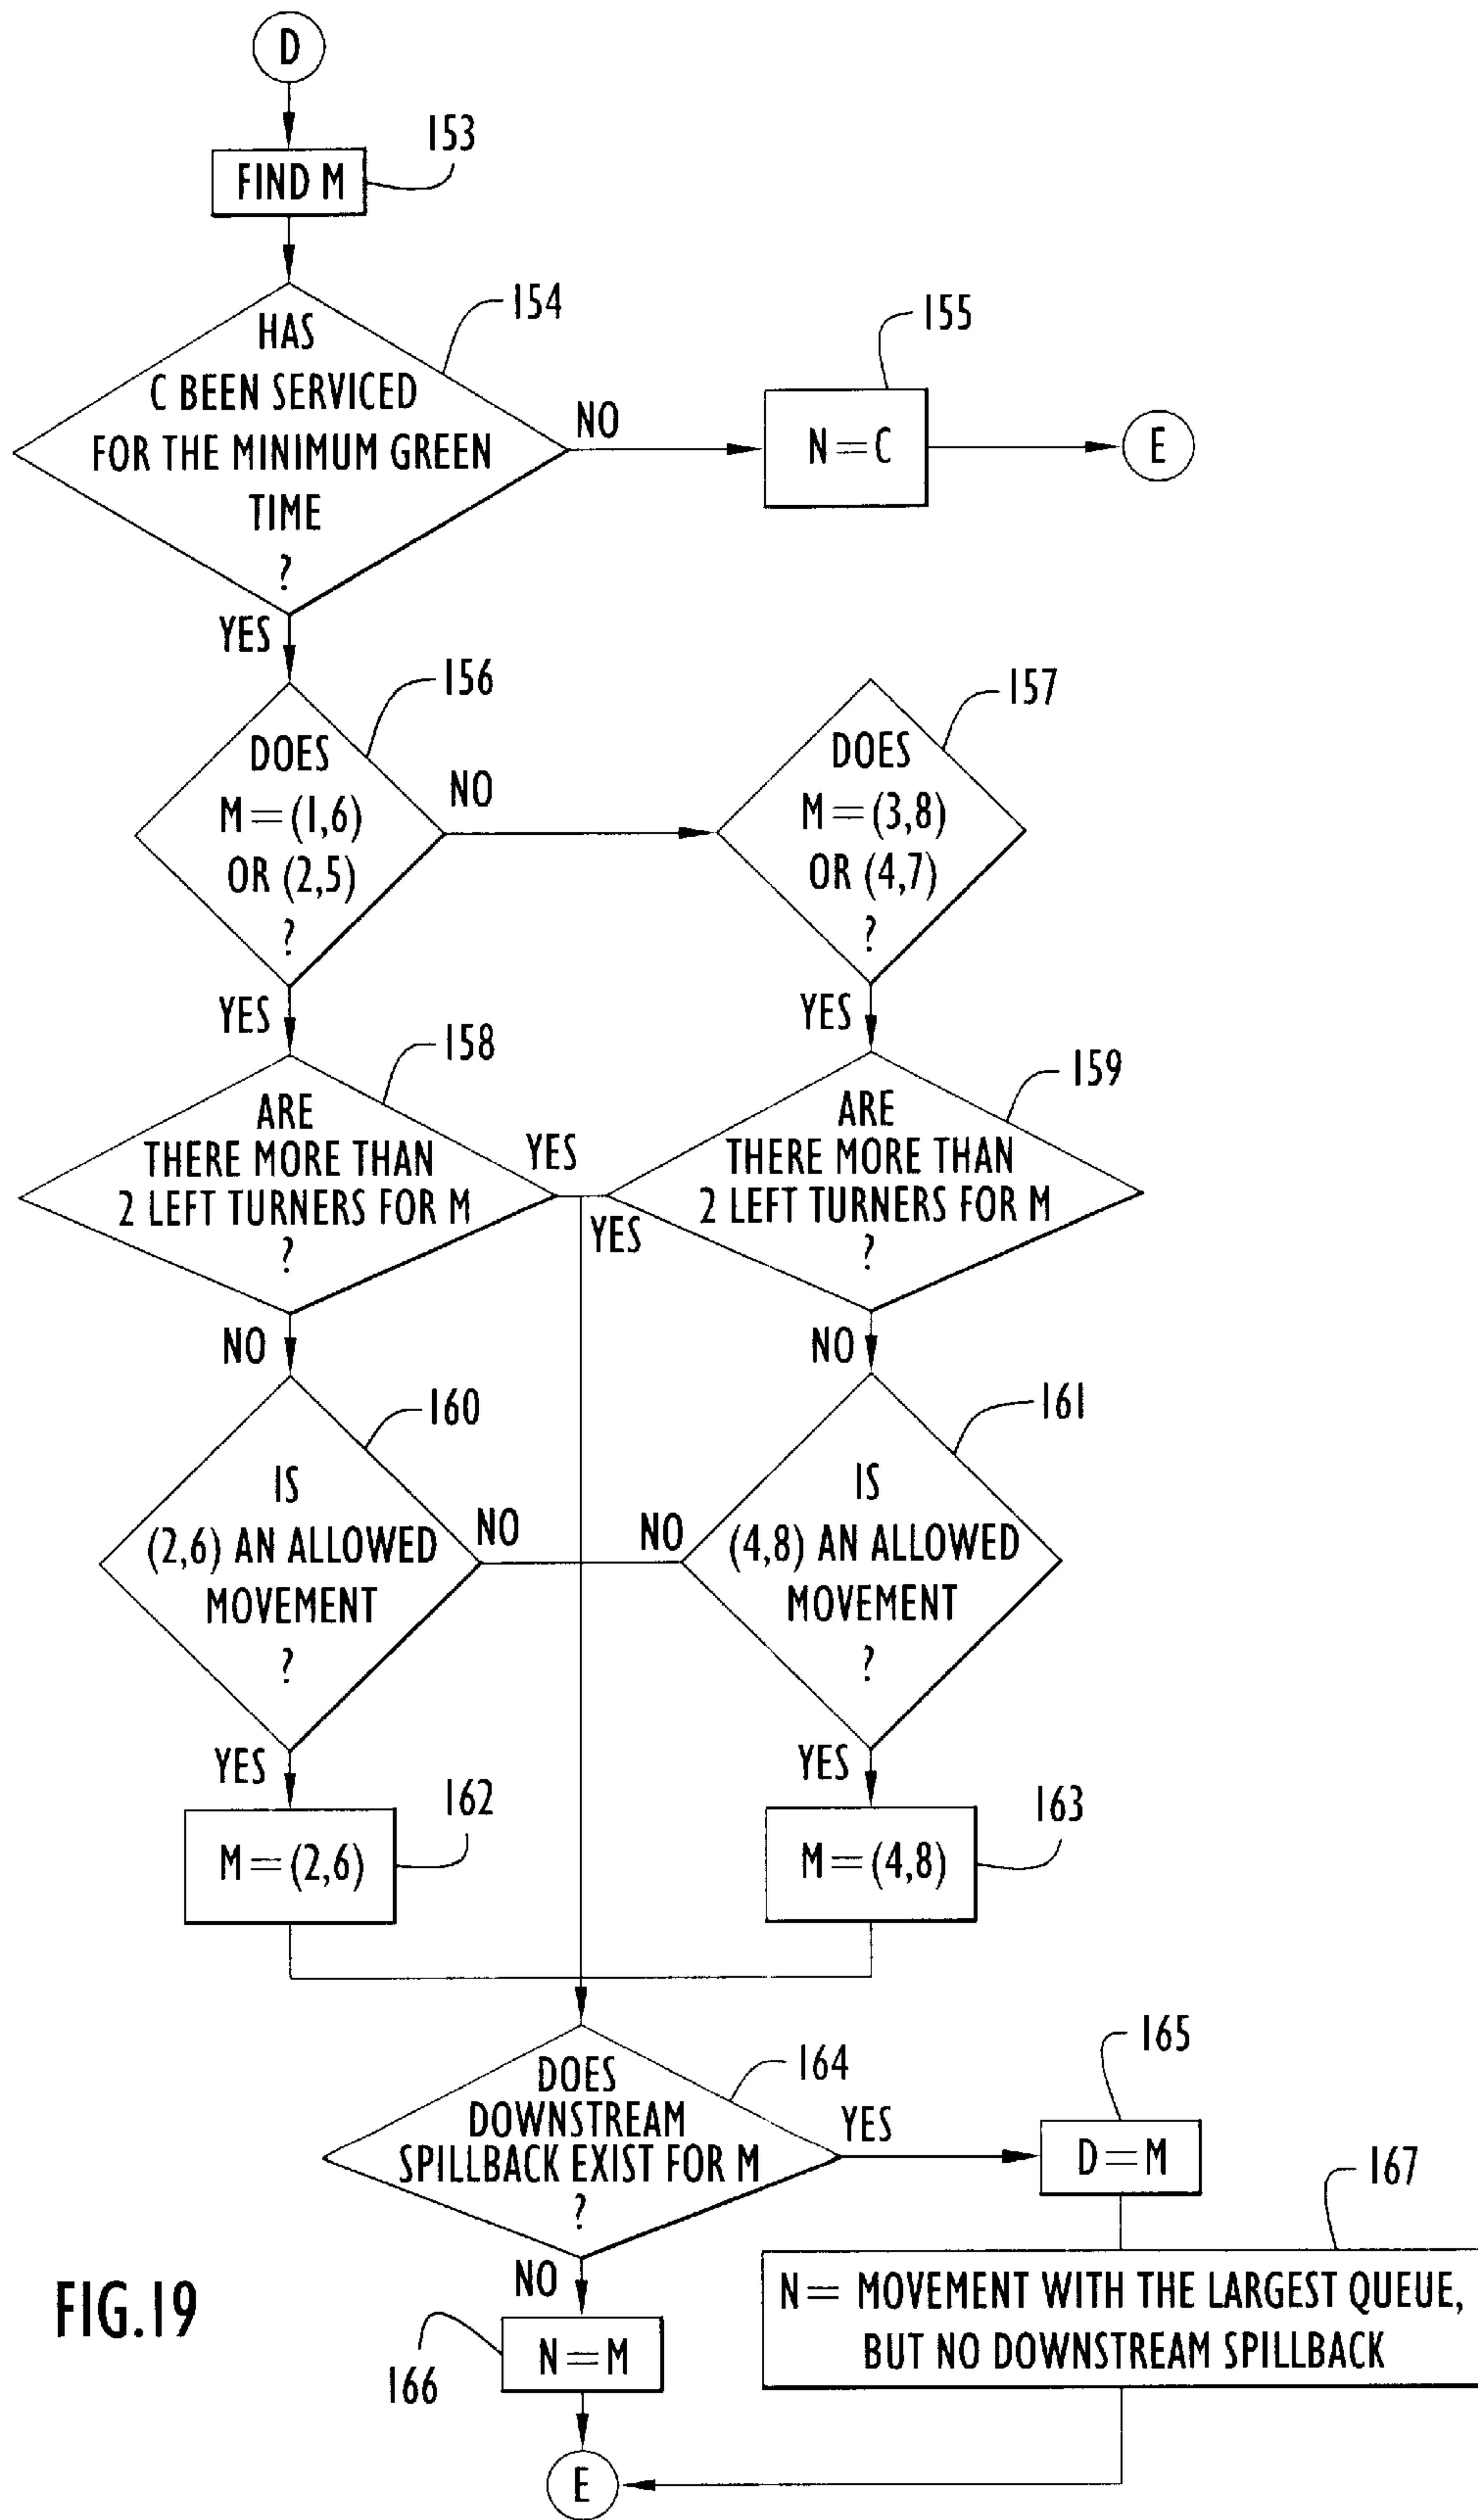 D
153
FIND M
154
HAS
C BEEN SERVICED
FOR THE MINIMUM GREEN
TIME
?
NO
155
N=C
E
YES
156
DOES
M=(1,6)
OR (2,5)
?
NO
157
DOES
M=(3,8)
OR (4,7)
?
YES
YES
158
ARE
THERE MORE THAN
2 LEFT TURNERS FOR M
?
YES
159
ARE
THERE MORE THAN
2 LEFT TURNERS FOR M
?
YES
NO
NO
160
IS
(2,6) AN ALLOWED
MOVEMENT
?
NO
161
NO
IS
(4,8) AN ALLOWED
MOVEMENT
?
YES
YES
162
M=(2,6)
163
M=(4,8)
164
DOES
DOWNSTREAM
SPILLBACK EXIST FOR M
?
YES
165
D=M
167
N= MOVEMENT WITH THE LARGEST QUEUE,
BUT NO DOWNSTREAM SPILLBACK
NO
166
N=M
E
FIG.19